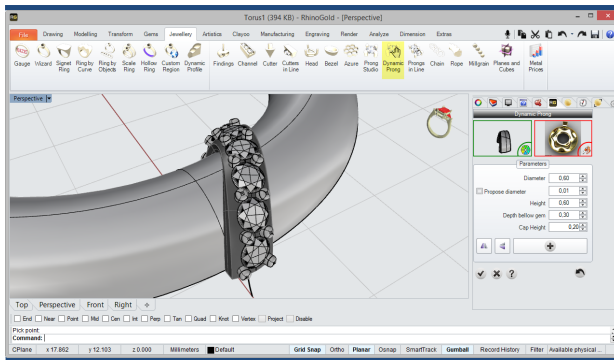 Torus1 (394 KB) - RhinoGold - [Perspective]
File Drawing Modelling Transform Gems Jewellery Artistics Clayoo Manufacturing Engraving Render Analyze Dimension Extras
Gauge Wizard Signet Ring Ring by Curve Ring by Objects Scale Ring Hollow Ring Custom Region Dynamic Profile Findings Channel Cutter Cutters in Line Head Bezel Azure Prong Studio Dynamic Prong Prongs in Line Chain Rope Millgrain Planes and Cubes Metal Prices
Perspective
Dynamic Prong
Parameters
Diameter 0,60
Propose diameter 0,01
Height 0,60
Depth bellow gem 0,30
Cap Height 0,20
Top Perspective Front Right
End Near Point Mid Cen Int Perp Tan Quad Knot Vertex Project Disable
Pick point
Command:
CPlane x 17.862 y 12.103 z 0.000 Millimeters Default Grid Snap Ortho Planar Osnap SmartTrack Gumball Record History Filter Available physical ...